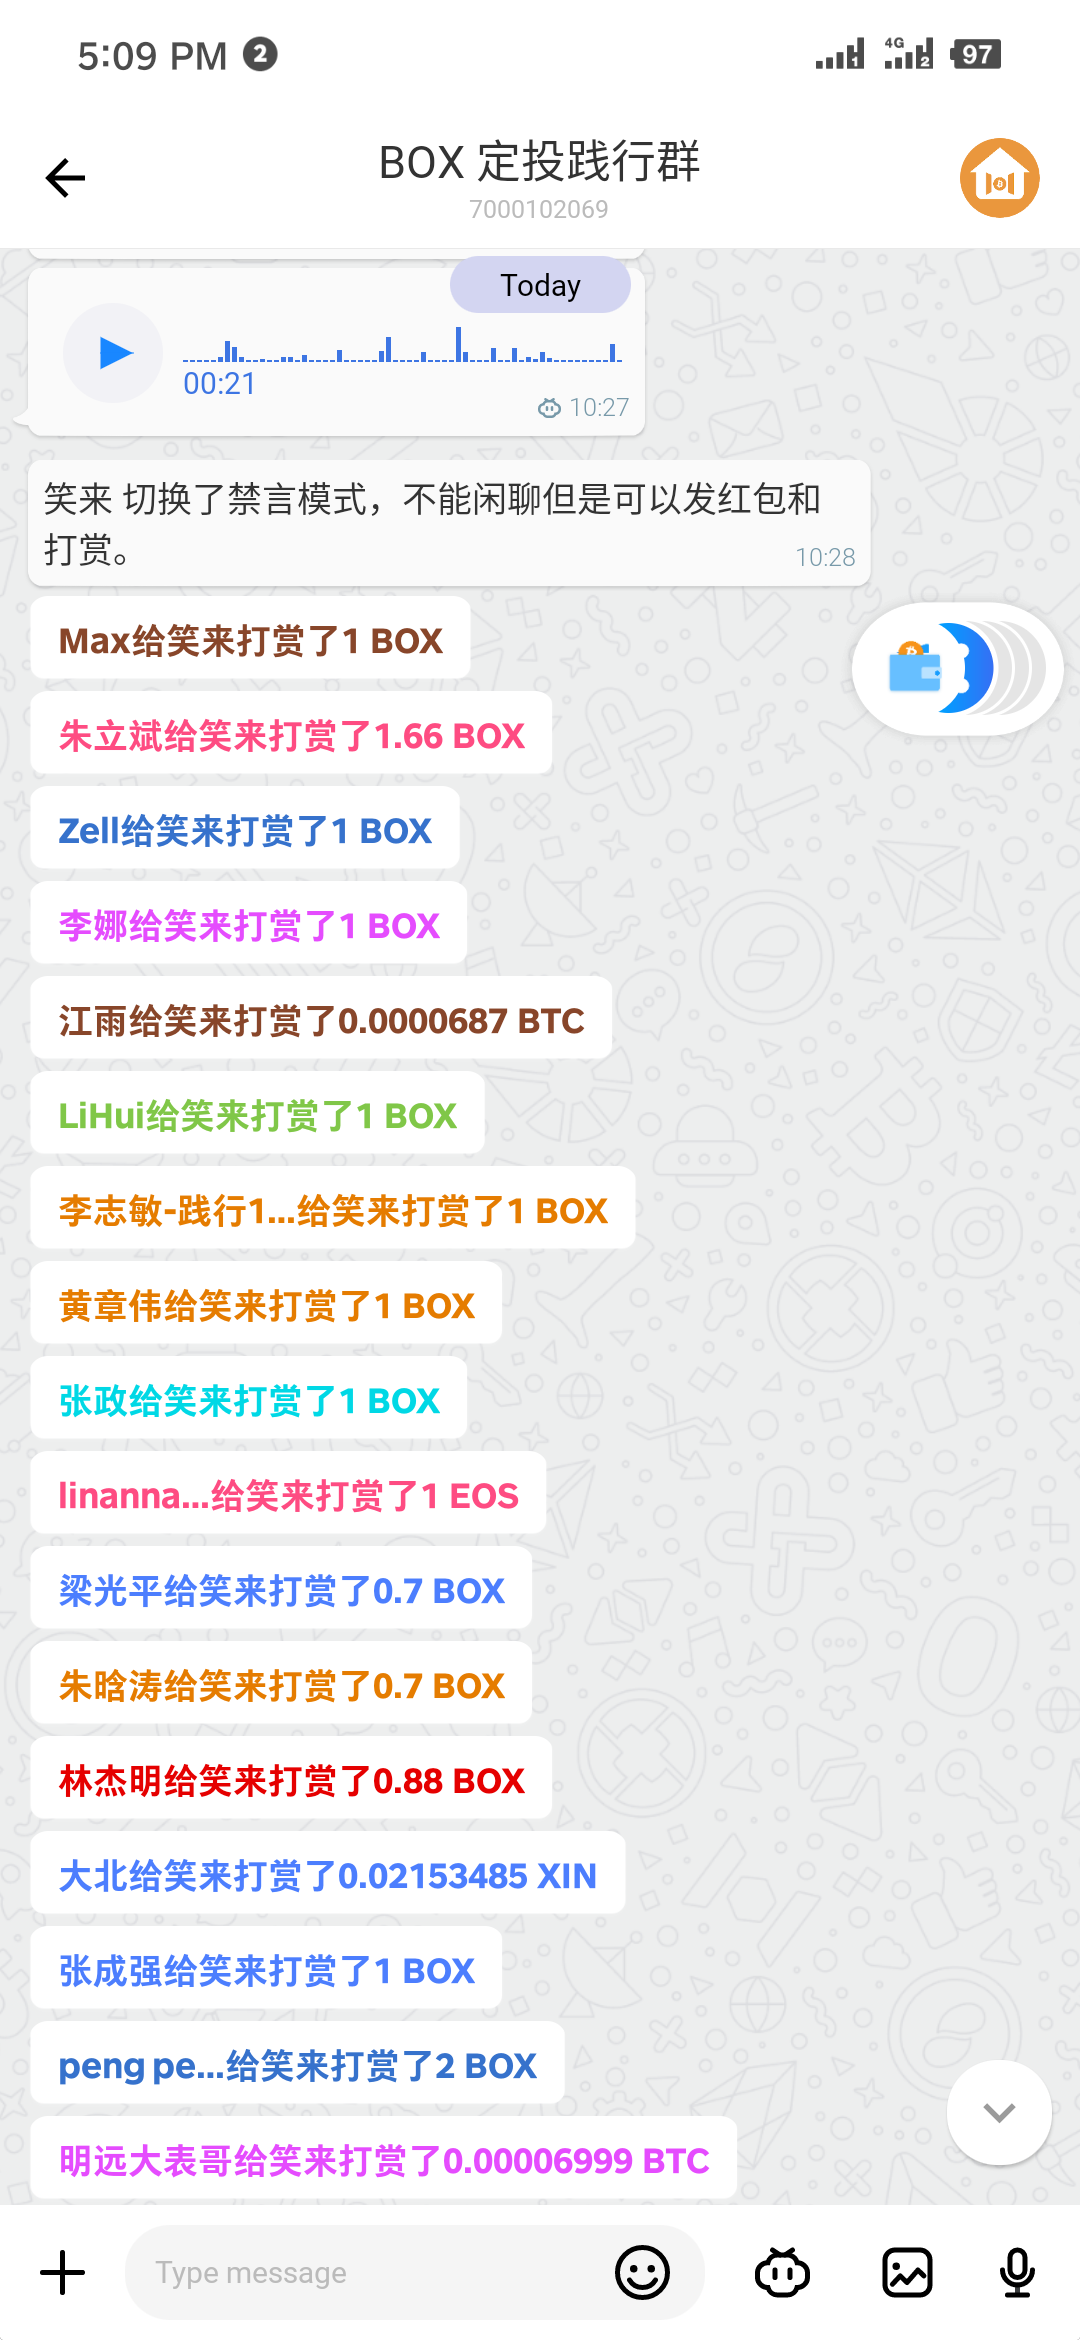 5:09 PM 2
1 4G 2 97
BOX 定投践行群
7000102069
Today
00:21
10:27
笑来 切换了禁言模式，不能闲聊但是可以发红包和
打赏。
10:28
Max给笑来打赏了1 BOX
朱立斌给笑来打赏了1.66 BOX
Zell给笑来打赏了1 BOX
李娜给笑来打赏了1 BOX
江雨给笑来打赏了0.0000687 BTC
LiHui给笑来打赏了1 BOX
李志敏-践行1...给笑来打赏了1 BOX
黄章伟给笑来打赏了1 BOX
张政给笑来打赏了1 BOX
linanna...给笑来打赏了1 EOS
梁光平给笑来打赏了0.7 BOX
朱晗涛给笑来打赏了0.7 BOX
林杰明给笑来打赏了0.88 BOX
大北给笑来打赏了0.02153485 XIN
张成强给笑来打赏了1 BOX
peng pe...给笑来打赏了2 BOX
明远大表哥给笑来打赏了0.00006999 BTC
Type message